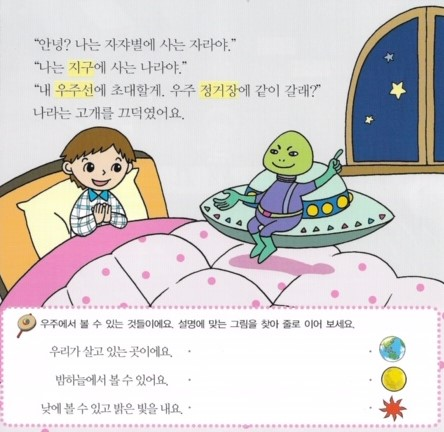 “안녕? 나는 자쟈별에 사는 자라야.”
“나는 지구에 사는 나라야.”
“내 우주선에 초대할게. 우주 정거장에 같이 갈래?”
나라는 고개를 끄덕였어요.
우주에서 볼 수 있는 것들이에요. 설명에 맞는 그림을 찾아 줄로 이어 보세요.
우리가 살고 있는 곳이에요.
밤하늘에서 볼 수 있어요.
낮에 볼 수 있고 밝은 빛을 내요.